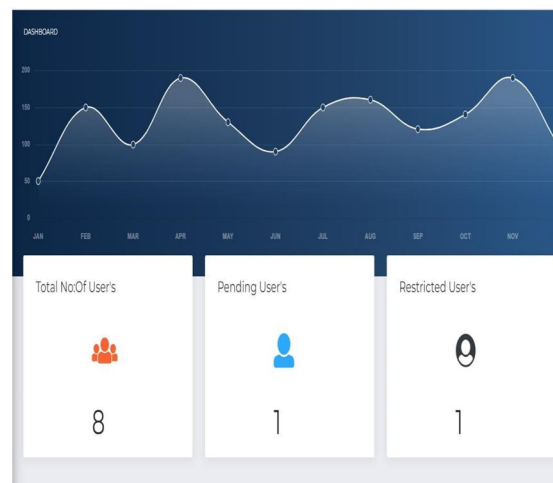 DASHBOARD
200
150
100
50
0
JAN FEB MAR APR MAY JUN JUL AUG SEP OCT NOV
Total No:Of User's Pending User's Restricted User's
8 1 1